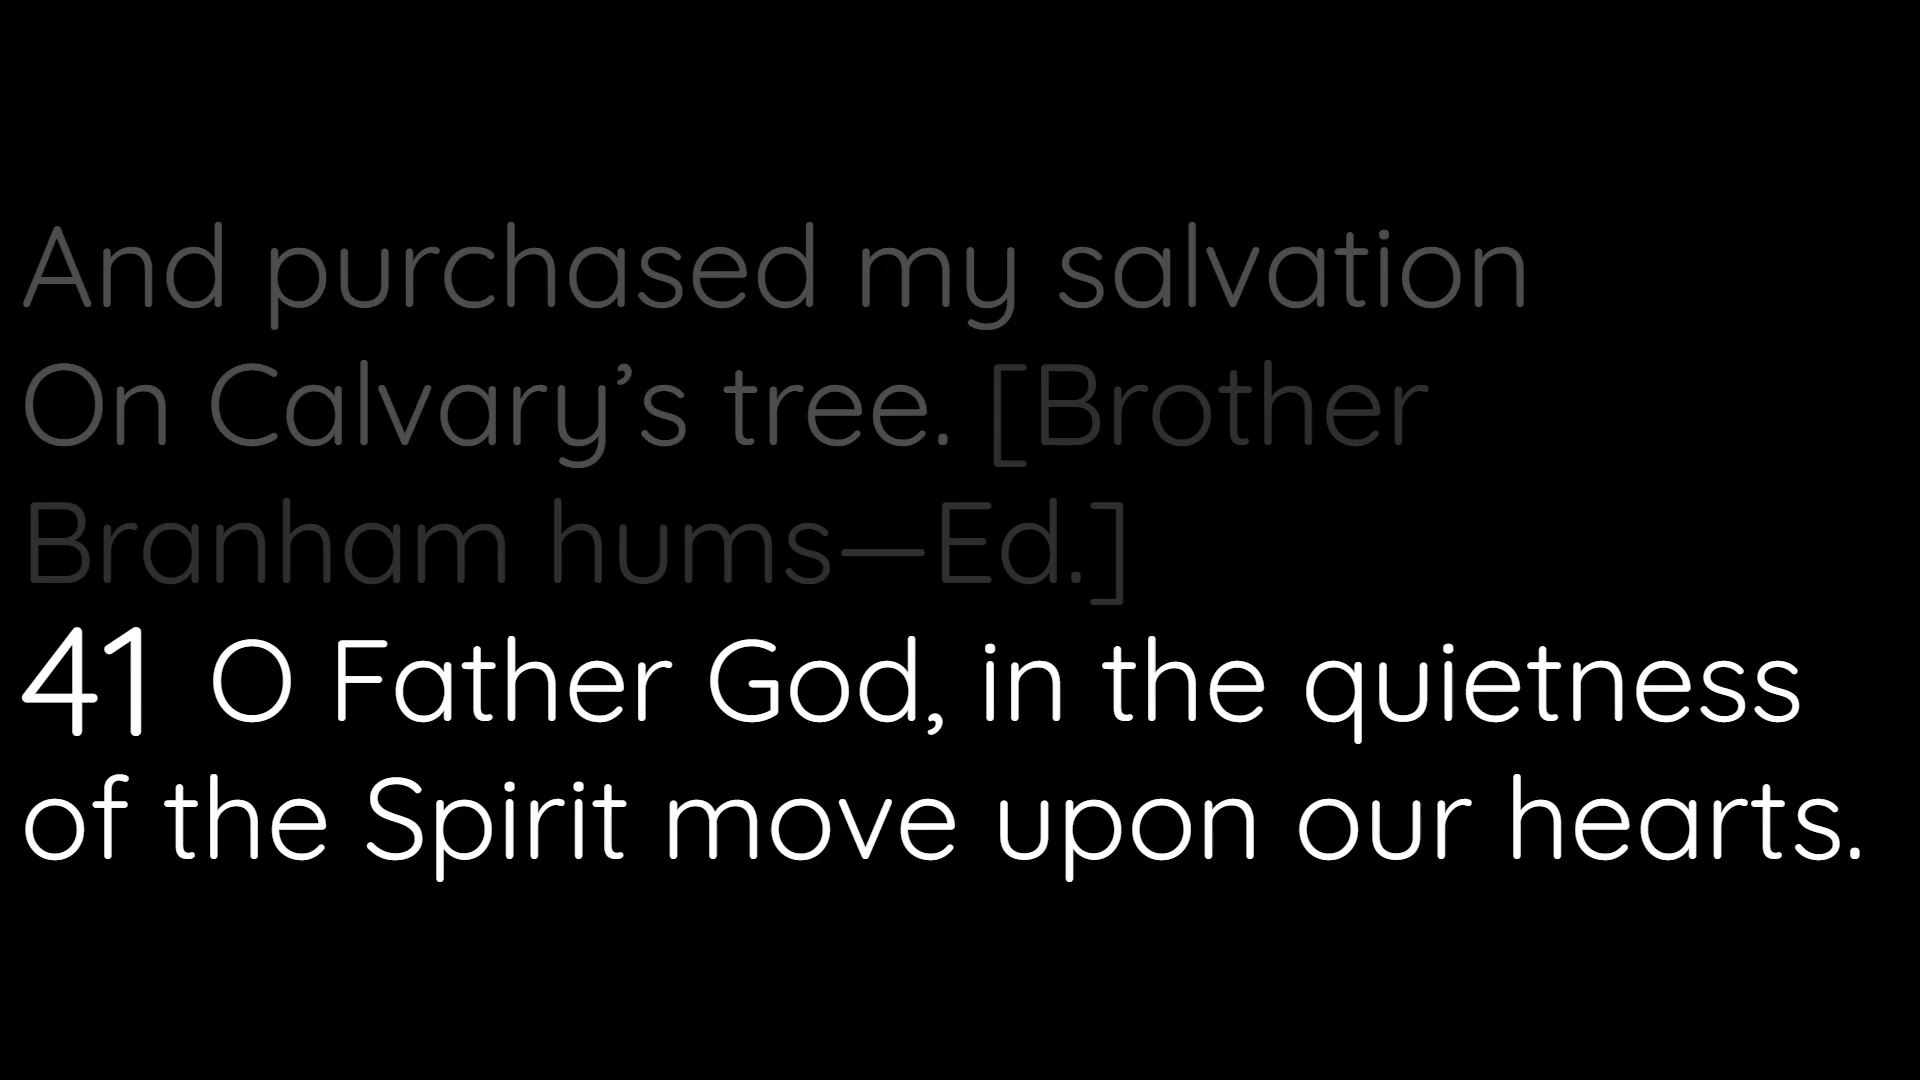 And purchased my salvation
On Calvary’s tree. [Brother
Branham hums—Ed.]
41 O Father God, in the quietness
of the Spirit move upon our hearts.